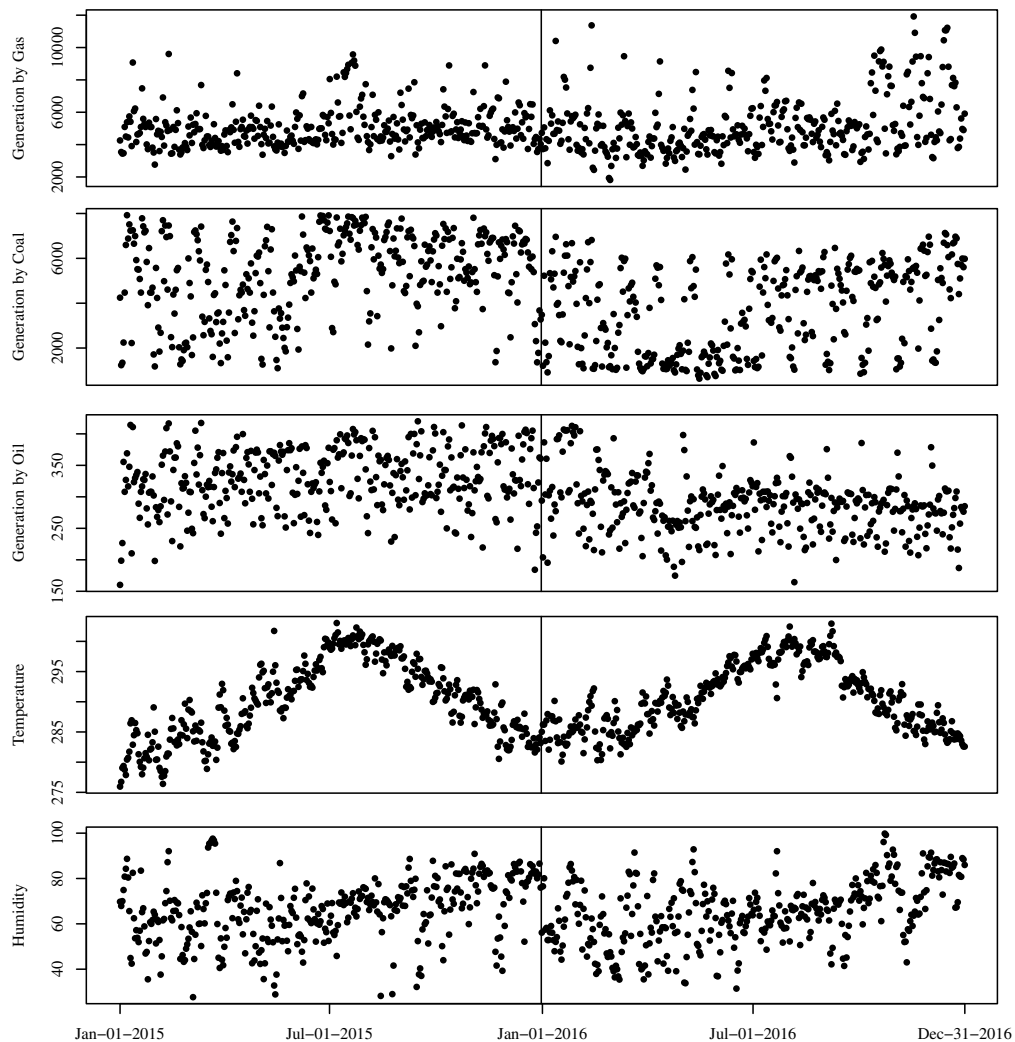 Generation by Gas
10000
6000
2000
Generation by Coal
6000
2000
Generation by Oil
350
250
150
Temperature
295
285
275
Humidity
100
80
60
40
Jan−01−2015 Jul−01−2015 Jan−01−2016 Jul−01−2016 Dec−31−2016